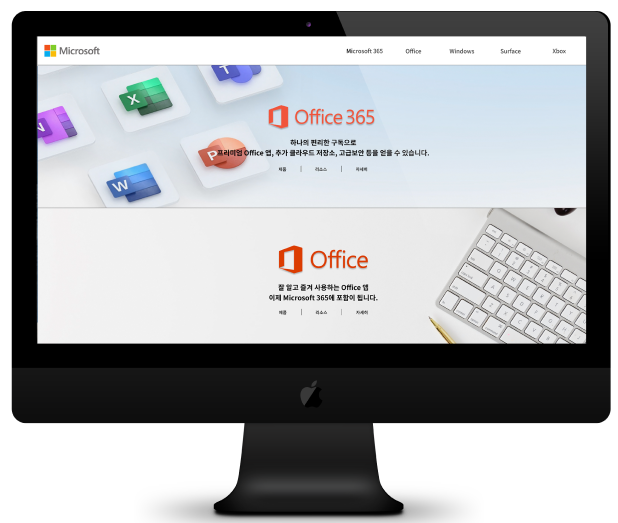 Microsoft
Microsoft 365 Office Windows Surface Xbox
T
X
N
P
W
Office 365
하나의 편리한 구독으로
프리미엄 Office 앱, 추가 클라우드 저장소, 고급보안 등을 얻을 수 있습니다.
제품 | 리소스 | 자세히
Office
잘 알고 즐겨 사용하는 Office 앱
이제 Microsoft 365에 포함이 됩니다.
제품 | 리소스 | 자세히